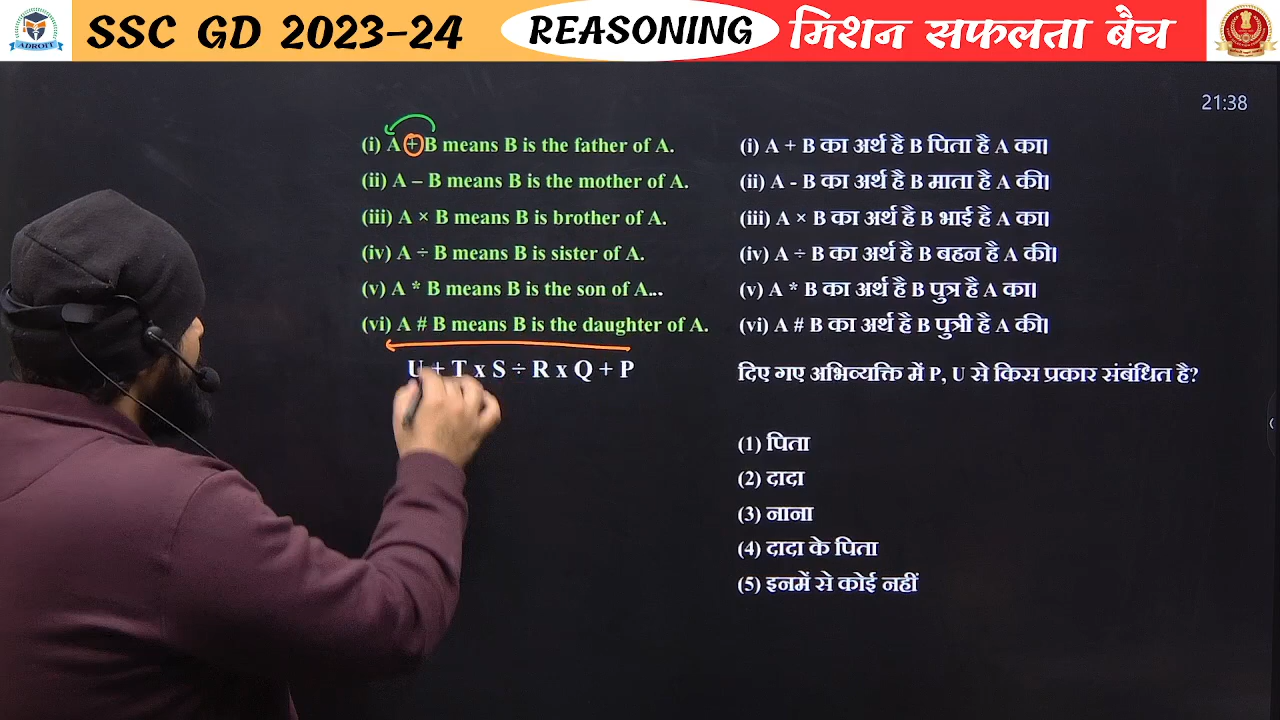 ADROIT
SSC GD 2023-24
REASONING
मिशन सफलता बैच
21:38
(i) A + B means B is the father of A.
(ii) A – B means B is the mother of A.
(iii) A × B means B is brother of A.
(iv) A ÷ B means B is sister of A.
(v) A * B means B is the son of A...
(vi) A # B means B is the daughter of A.
U + T x S ÷ R x Q + P
(i) A + B का अर्थ है B पिता है A का।
(ii) A - B का अर्थ है B माता है A की।
(iii) A × B का अर्थ है B भाई है A का।
(iv) A ÷ B का अर्थ है B बहन है A की।
(v) A * B का अर्थ है B पुत्र है A का।
(vi) A # B का अर्थ है B पुत्री है A की।
दिए गए अभिव्यक्ति में P, U से किस प्रकार संबंधित है?
(1) पिता
(2) दादा
(3) नाना
(4) दादा के पिता
(5) इनमें से कोई नहीं